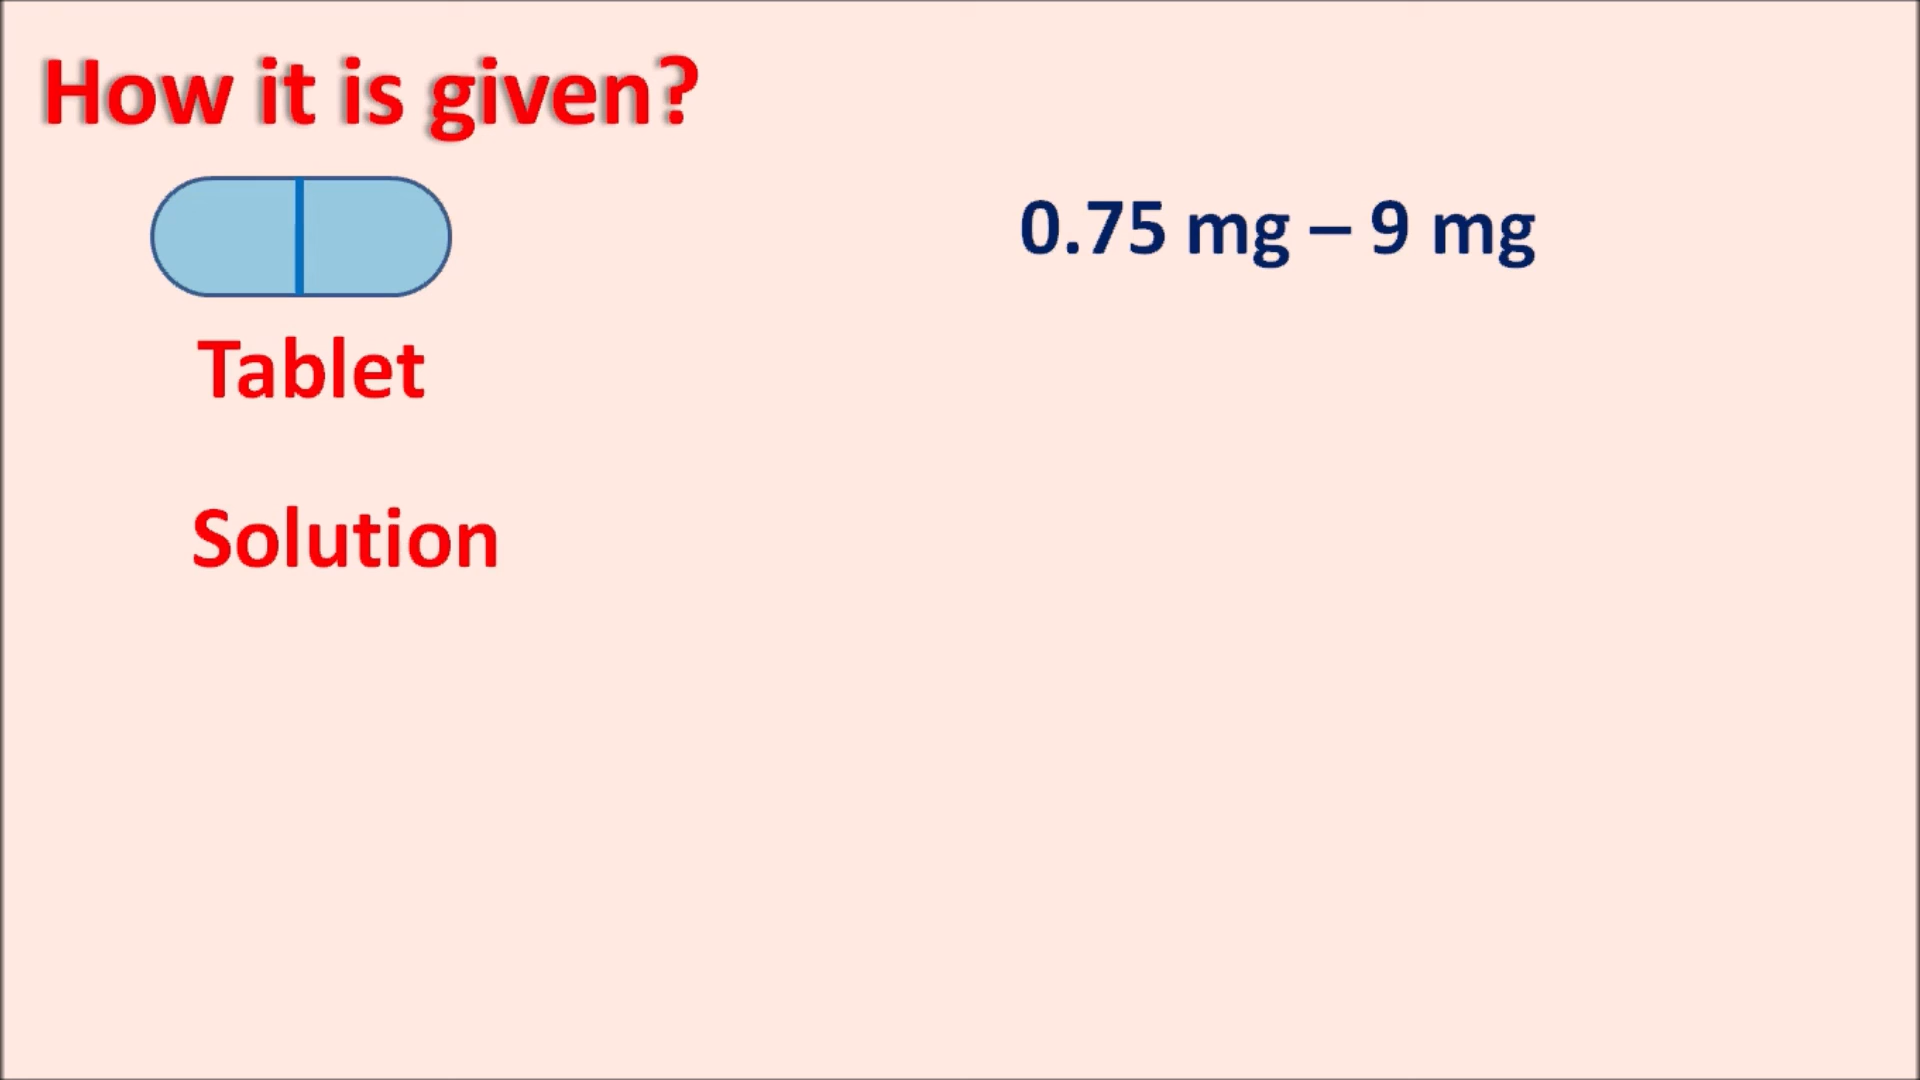 How it is given?
0.75 mg – 9 mg
Tablet
Solution